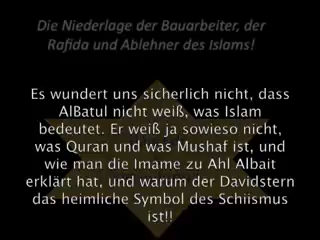 Die Niederlage der Bauarbeiter, der
Rafida und Ablehner des Islams!
Es wundert uns sicherlich nicht, dass
AlBatul nicht weiß, was Islam
bedeutet. Er weiß ja sowieso nicht,
was Quran und was Mushaf ist, und
wie man die Imame zu Ahl Albait
erklärt hat, und warum der Davidstern
das heimliche Symbol des Schiismus
ist!!